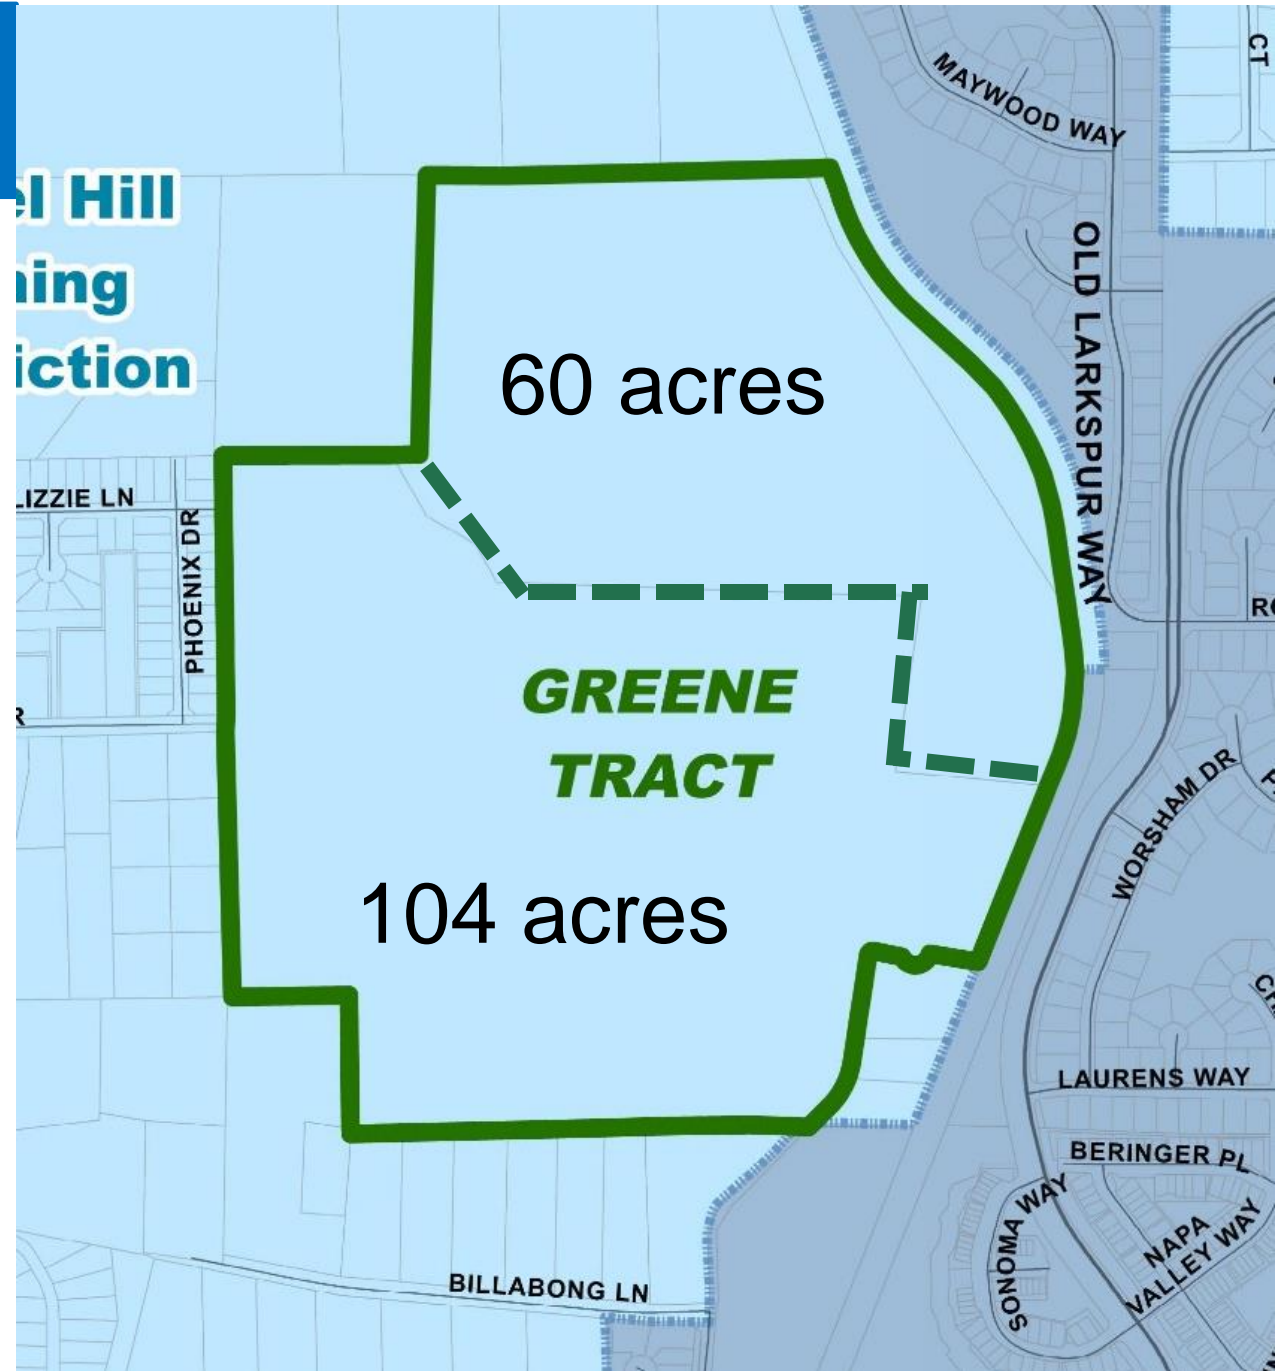 CT
MAYWOOD WAY
el Hill
ning
iction
OLD LARKSPUR WAY
60 acres
LIZZIE LN
PHOENIX DR
R
GREENE
TRACT
WORSHAM DR
104 acres
LAURENS WAY
BERINGER PL
SONOMA WAY
NAPA
VALLEY WAY
BILLABONG LN